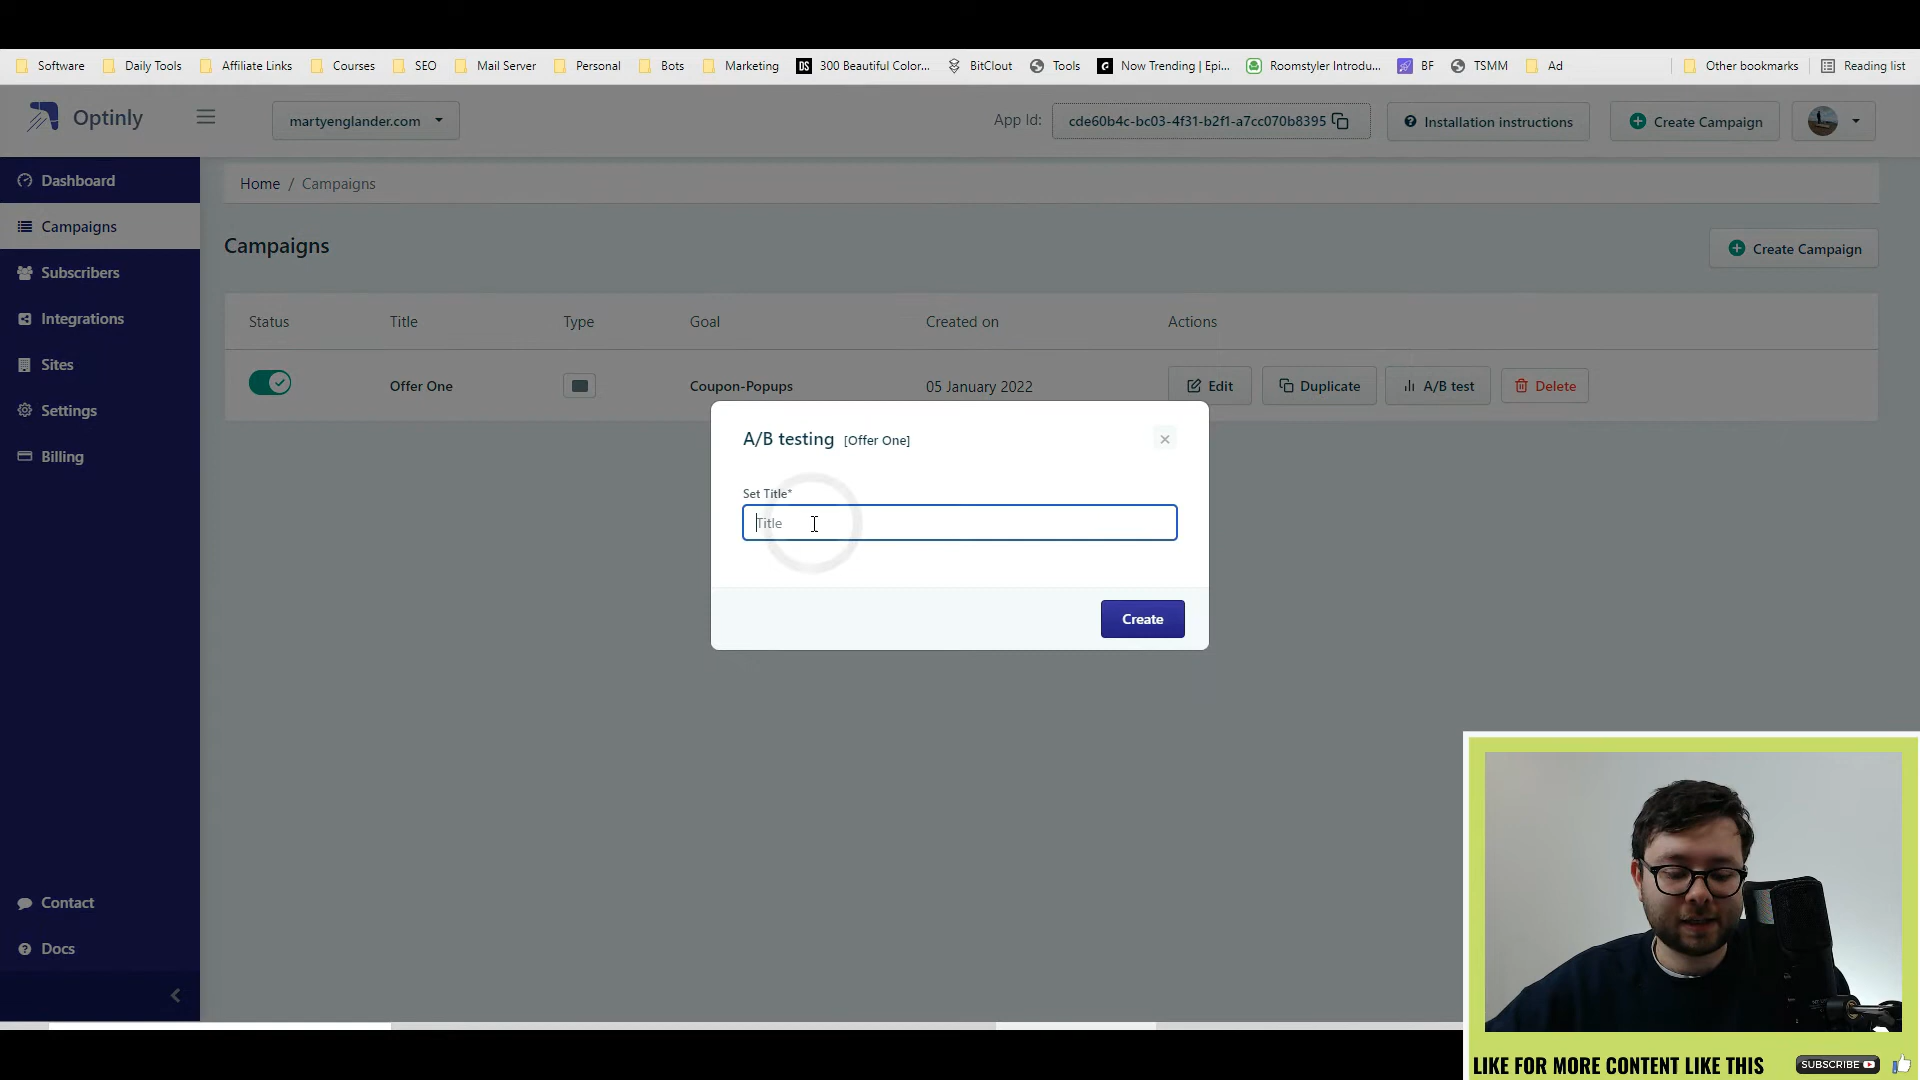 Software Daily Tools Affiliate Links Courses SEO Mail Server Personal Bots Marketing DS 300 Beautiful Color... BitClout Tools Now Trending | Epi... Roomstyler Introdu... BF TSMM Ad Other bookmarks Reading list
Optinly martyenglander.com App Id: cde60b4c-bc03-4f31-b2f1-a7cc070b8395 Installation instructions Create Campaign
Dashboard
Campaigns
Subscribers
Integrations
Sites
Settings
Billing
Contact
Docs
Home / Campaigns
Campaigns Create Campaign
Status Title Type Goal Created on Actions
Offer One Coupon-Popups 05 January 2022 Edit Duplicate A/B test Delete
A/B testing [Offer One]
Set Title*
Title
Create
LIKE FOR MORE CONTENT LIKE THIS SUBSCRIBE